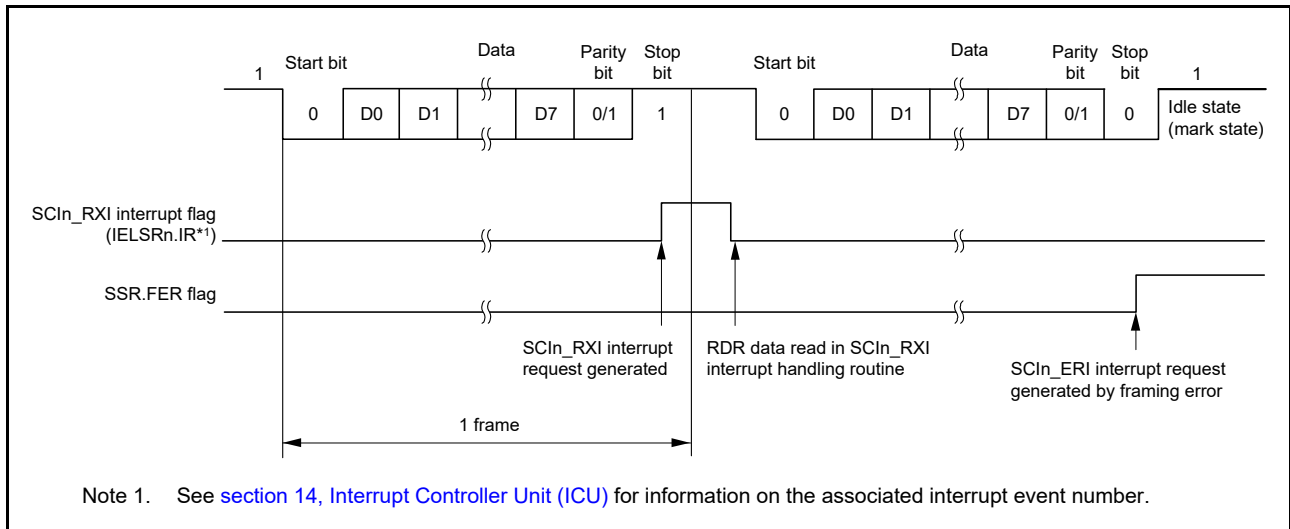 Data
Parity bit
Stop bit
Data
Parity bit
Stop bit
1
Start bit
Start bit
1
0 D0 D1 D7 0/1 1 0 D0 D1 D7 0/1 0
Idle state
(mark state)
SCIn_RXI interrupt flag
(IELSRn.IR*1)
SSR.FER flag
SCIn_RXI interrupt
request generated
RDR data read in SCIn_RXI
interrupt handling routine
SCIn_ERI interrupt request
generated by framing error
1 frame
Note 1. See section 14, Interrupt Controller Unit (ICU) for information on the associated interrupt event number.